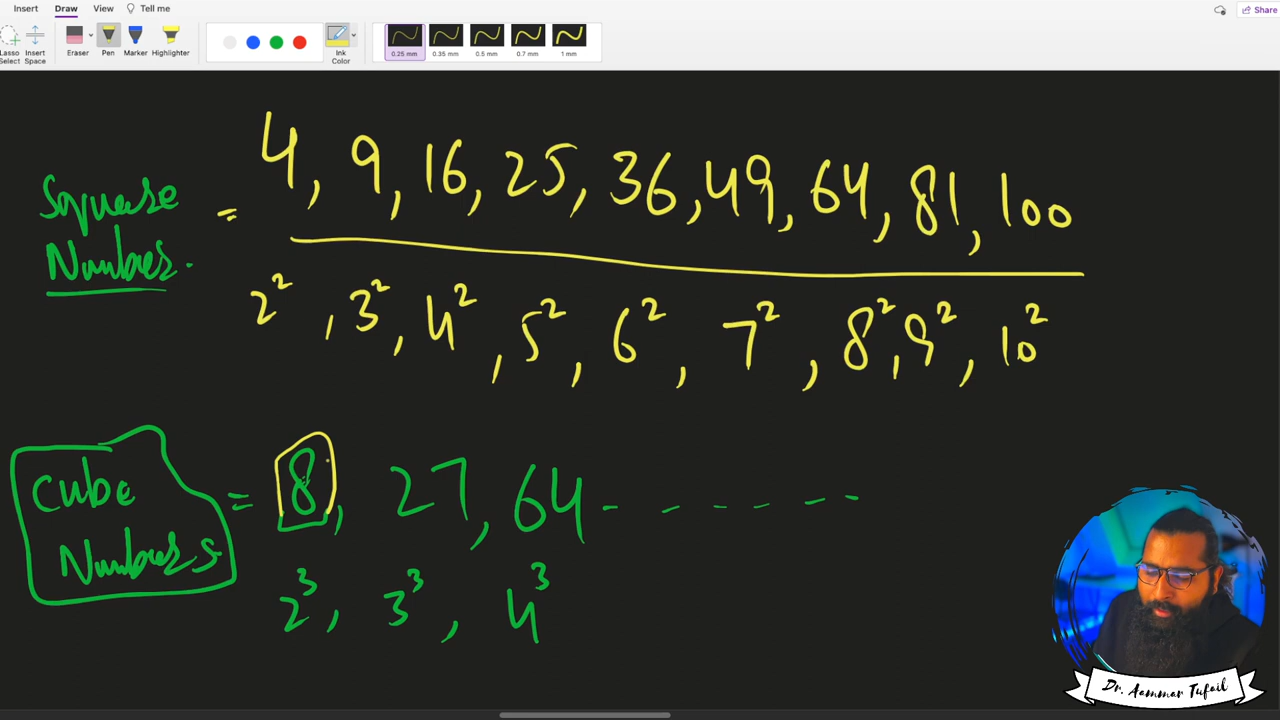 Insert Draw View Tell me
Share
Lasso Select Insert Space Eraser Pen Marker Highlighter Ink Color 0.25 mm 0.35 mm 0.5 mm 0.7 mm 1 mm
Square Numbers. = 4, 9, 16, 25, 36, 49, 64, 81, 100
2², 3², 4², 5², 6², 7², 8², 9², 10²
Cube Numbers = 8, 27, 64 - - - - - -
2³, 3³, 4³
Dr. Aammar Tufail